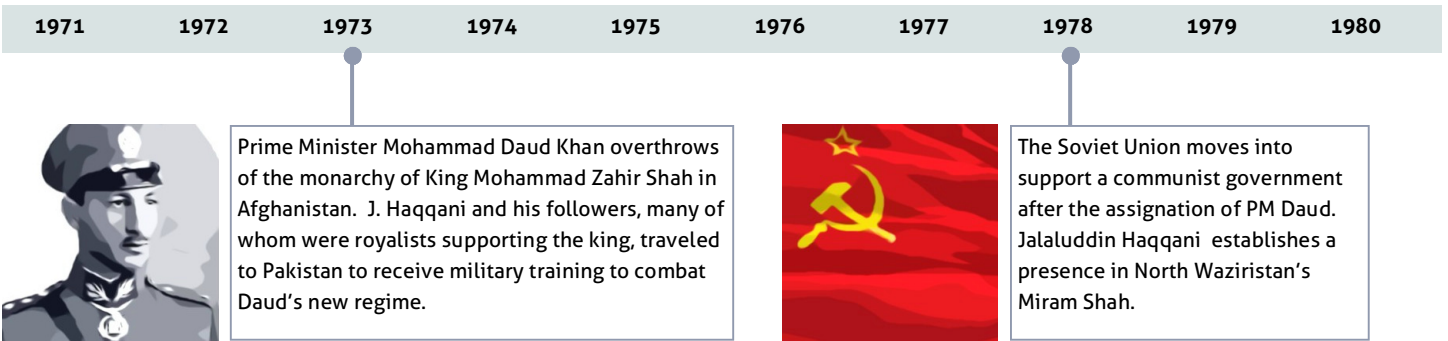 1971 1972 1973 1974 1975 1976 1977 1978 1979 1980
Prime Minister Mohammad Daud Khan overthrows
of the monarchy of King Mohammad Zahir Shah in
Afghanistan.  J. Haqqani and his followers, many of
whom were royalists supporting the king, traveled
to Pakistan to receive military training to combat
Daud's new regime.
The Soviet Union moves into
support a communist government
after the assignation of PM Daud.
Jalaluddin Haqqani  establishes a
presence in North Waziristan's
Miram Shah.